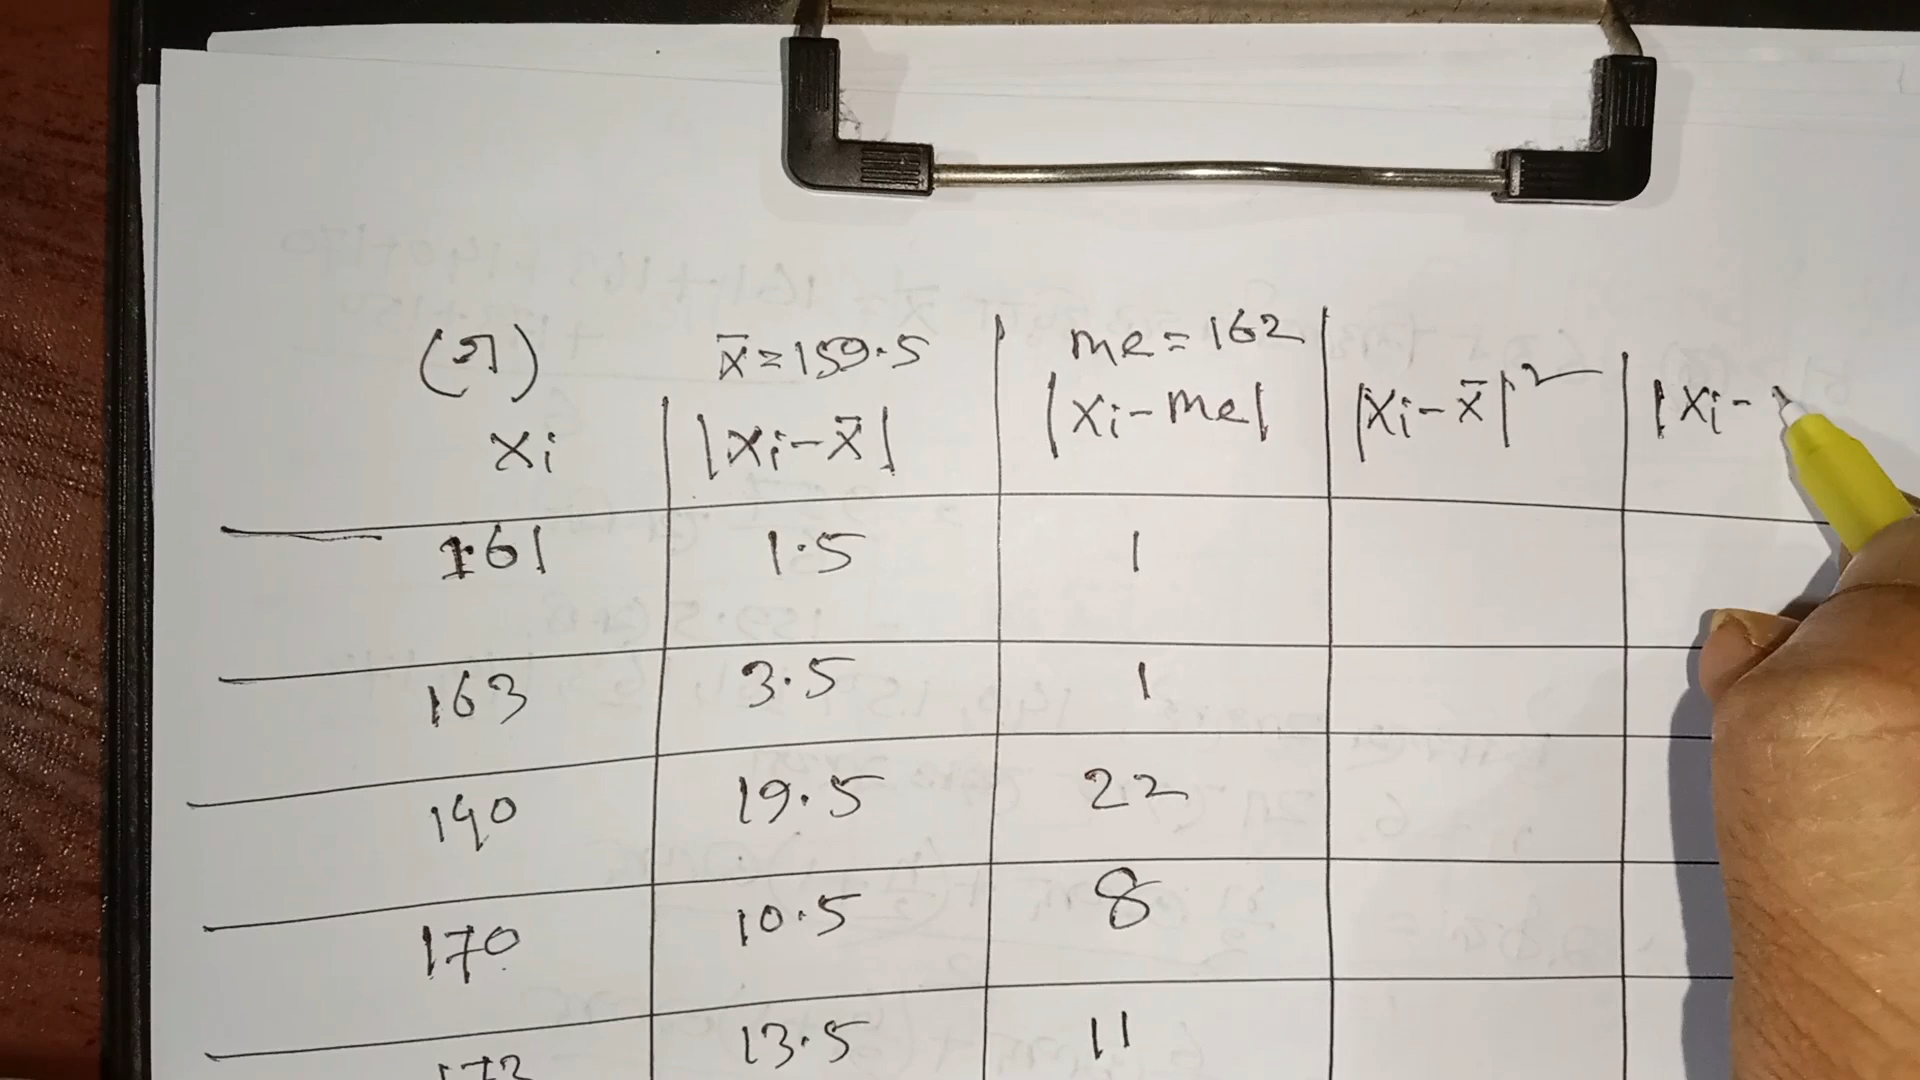 (গ) x̄ = 159.5 me = 162
xi |xi - x̄| |xi - me| |xi - x̄|² |xi -
161 1.5 1
163 3.5 1
140 19.5 22
170 10.5 8
173 13.5 11